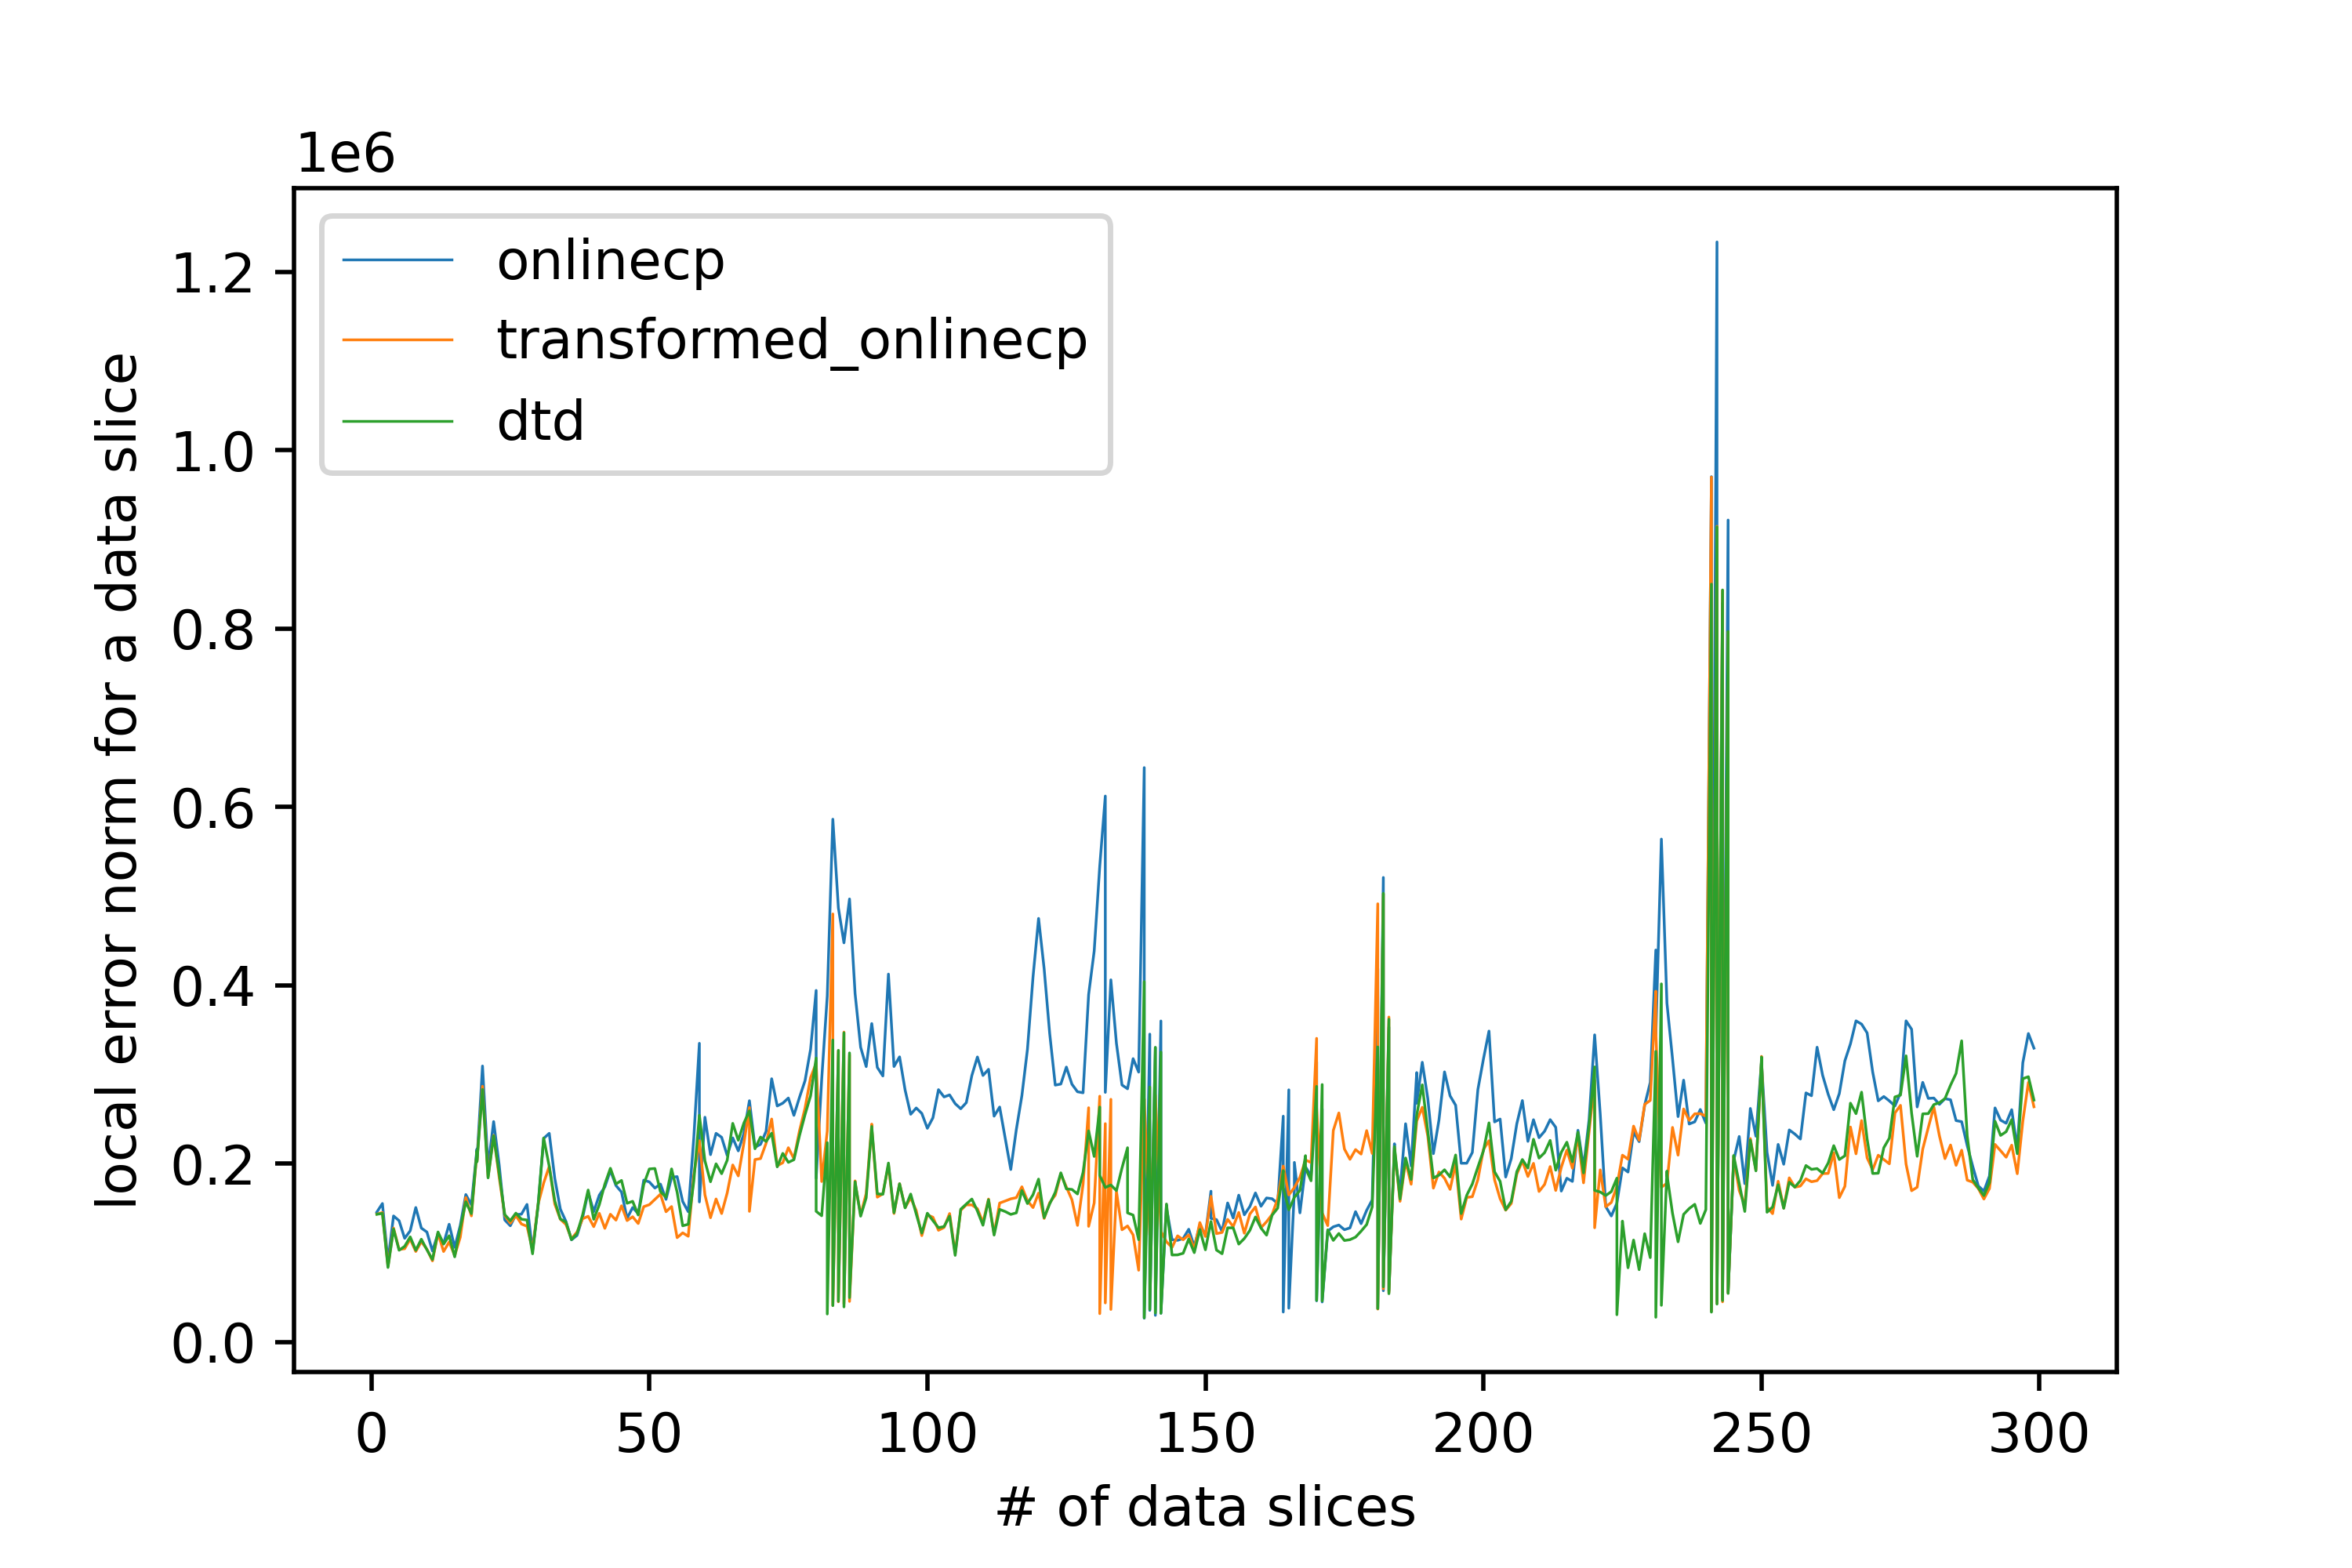 1e6
onlinecp
transformed_onlinecp
dtd
local error norm for a data slice
1.2
1.0
0.8
0.6
0.4
0.2
0.0
0 50 100 150 200 250 300
# of data slices